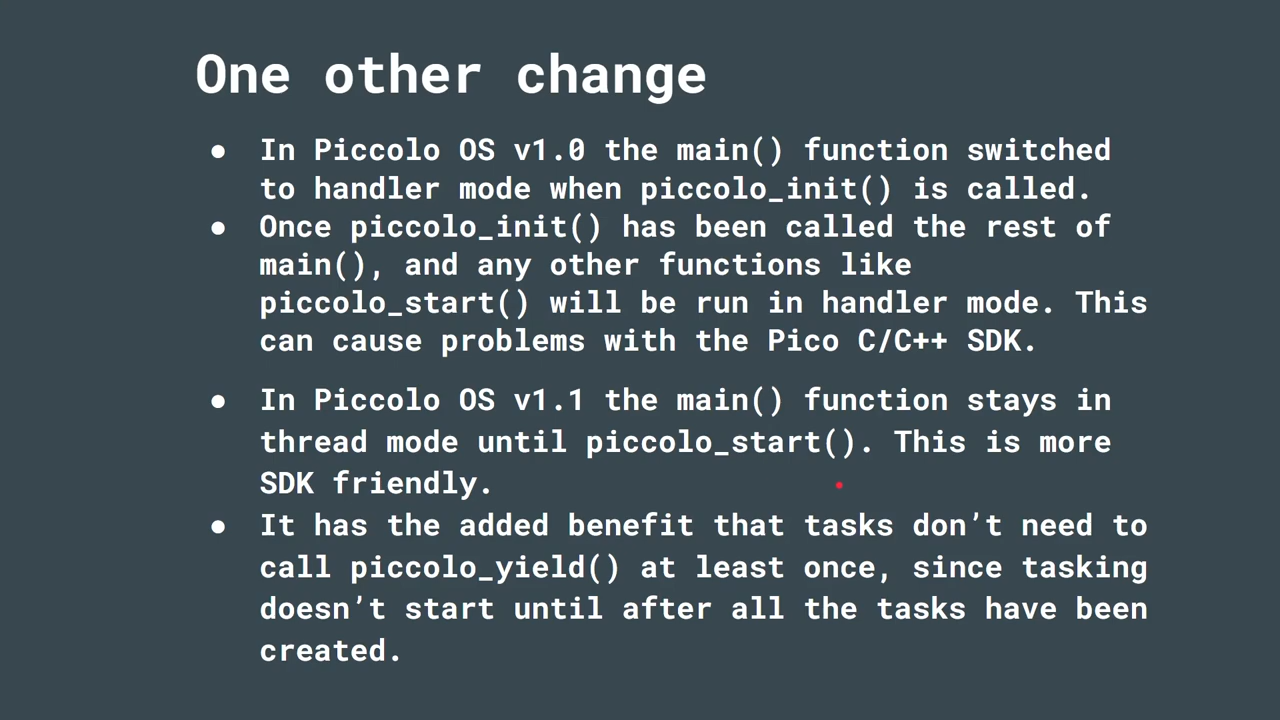 One other change
● In Piccolo OS v1.0 the main() function switched
to handler mode when piccolo_init() is called.
● Once piccolo_init() has been called the rest of
main(), and any other functions like
piccolo_start() will be run in handler mode. This
can cause problems with the Pico C/C++ SDK.
● In Piccolo OS v1.1 the main() function stays in
thread mode until piccolo_start(). This is more
SDK friendly.
● It has the added benefit that tasks don’t need to
call piccolo_yield() at least once, since tasking
doesn’t start until after all the tasks have been
created.